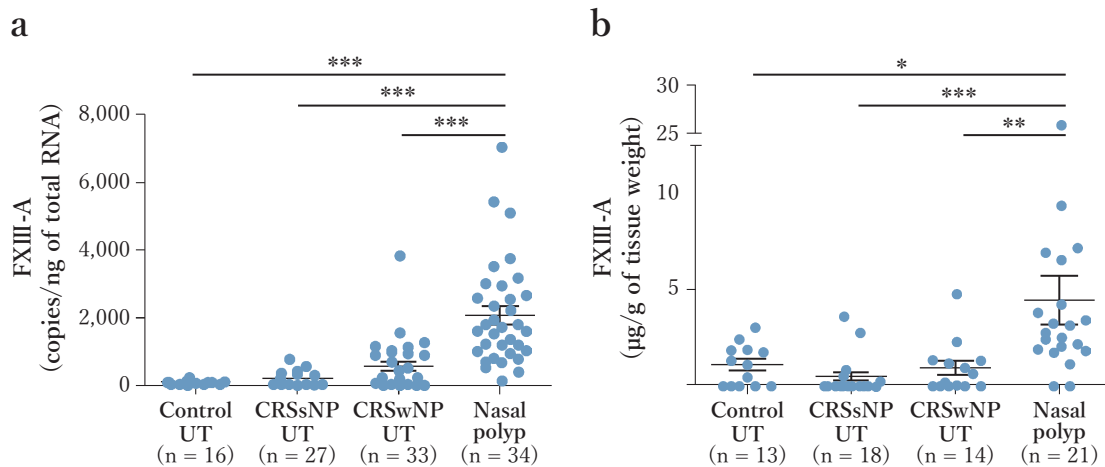 a
***
***
***
8,000
6,000
4,000
2,000
0
FXIII-A
(copies/ng of total RNA)
Control
UT
(n = 16)
CRSsNP
UT
(n = 27)
CRSwNP
UT
(n = 33)
Nasal
polyp
(n = 34)
b
*
***
**
30
25
10
5
FXIII-A
(µg/g of tissue weight)
Control
UT
(n = 13)
CRSsNP
UT
(n = 18)
CRSwNP
UT
(n = 14)
Nasal
polyp
(n = 21)